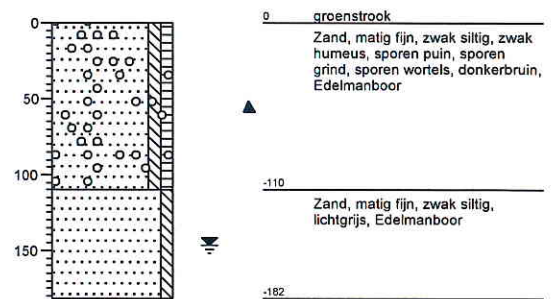 0
50
100
150
0 groenstrook
Zand, matig fijn, zwak siltig, zwak
humeus, sporen puin, sporen
grind, sporen wortels, donkerbruin,
Edelmanboor
-110
Zand, matig fijn, zwak siltig,
lichtgrijs, Edelmanboor
-182